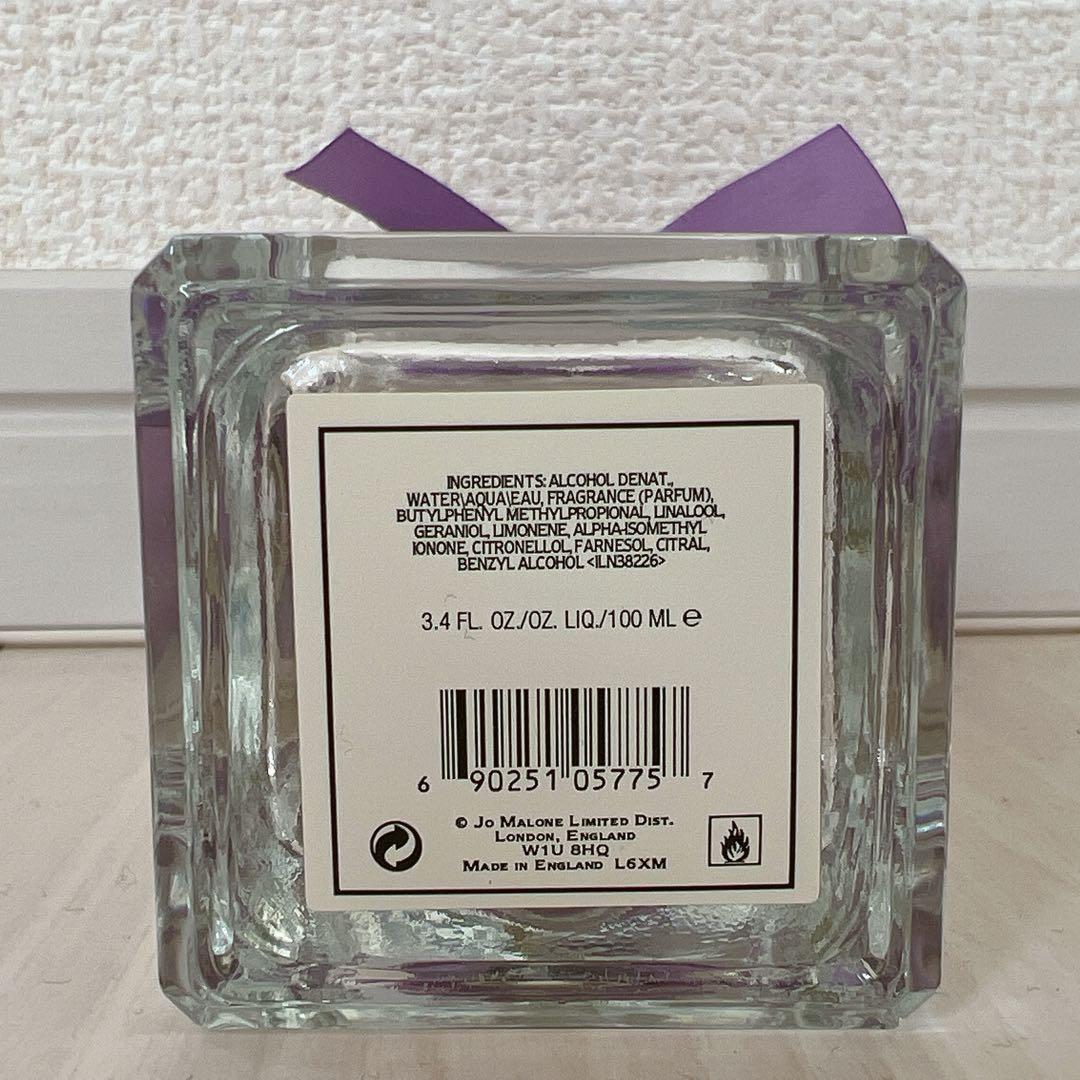 INGREDIENTS: ALCOHOL DENAT.,
WATER\AQUA\EAU, FRAGRANCE (PARFUM),
BUTYLPHENYL METHYLPROPIONAL, LINALOOL,
GERANIOL, LIMONENE, ALPHA-ISOMETHYL
IONONE, CITRONELLOL, FARNESOL, CITRAL,
BENZYL ALCOHOL <ILN38226>
3.4 FL. OZ./OZ. LIQ./100 ML ℮
6 90251 05775 7
© JO MALONE LIMITED DIST.
LONDON, ENGLAND
W1U 8HQ
MADE IN ENGLAND L6XM